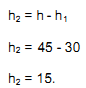 h₂ = h - h₁
h₂ = 45 - 30
h₂ = 15.